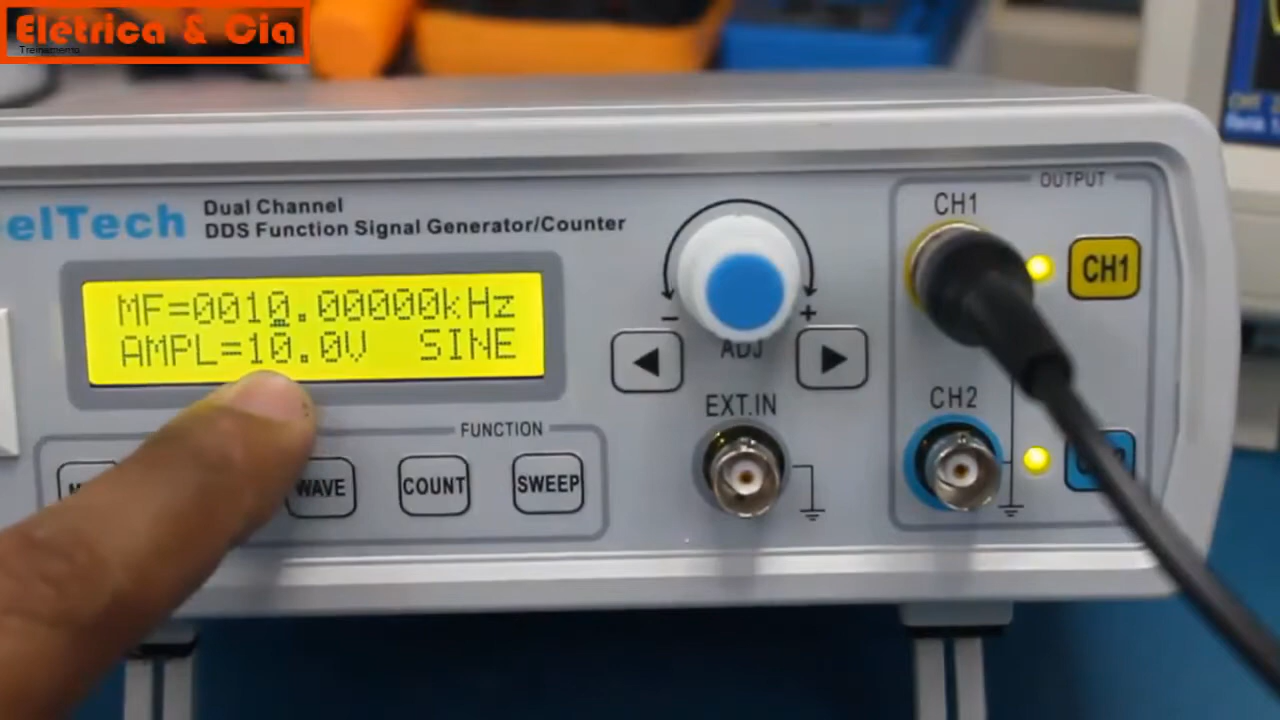 Elétrica & Cia
Treinamento
elTech
Dual Channel
DDS Function Signal Generator/Counter
MF=0010.00000kHz
AMPL=10.0V SINE
FUNCTION
WAVE
COUNT
SWEEP
-
+
ADJ
EXT.IN
OUTPUT
CH1
CH1
CH2